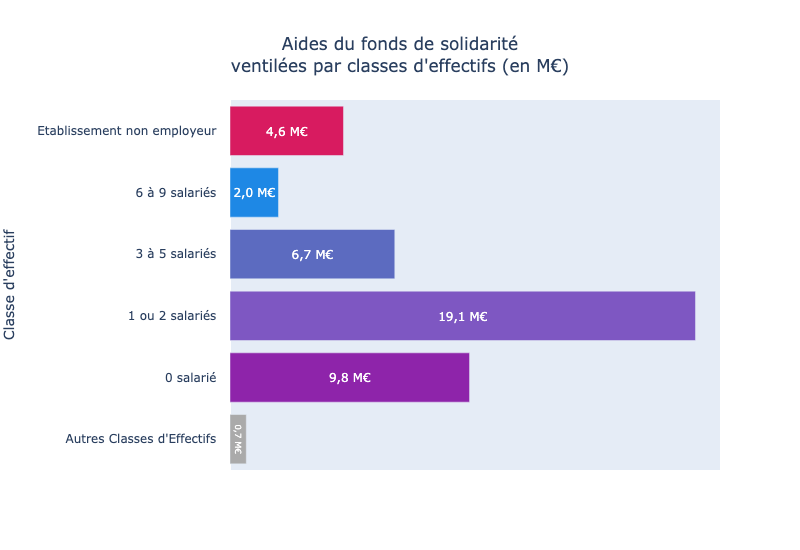 Aides du fonds de solidarité
ventilées par classes d'effectifs (en M€)
Classe d'effectif
Etablissement non employeur
4,6 M€
6 à 9 salariés
2,0 M€
3 à 5 salariés
6,7 M€
1 ou 2 salariés
19,1 M€
0 salarié
9,8 M€
Autres Classes d'Effectifs
0,7 M€